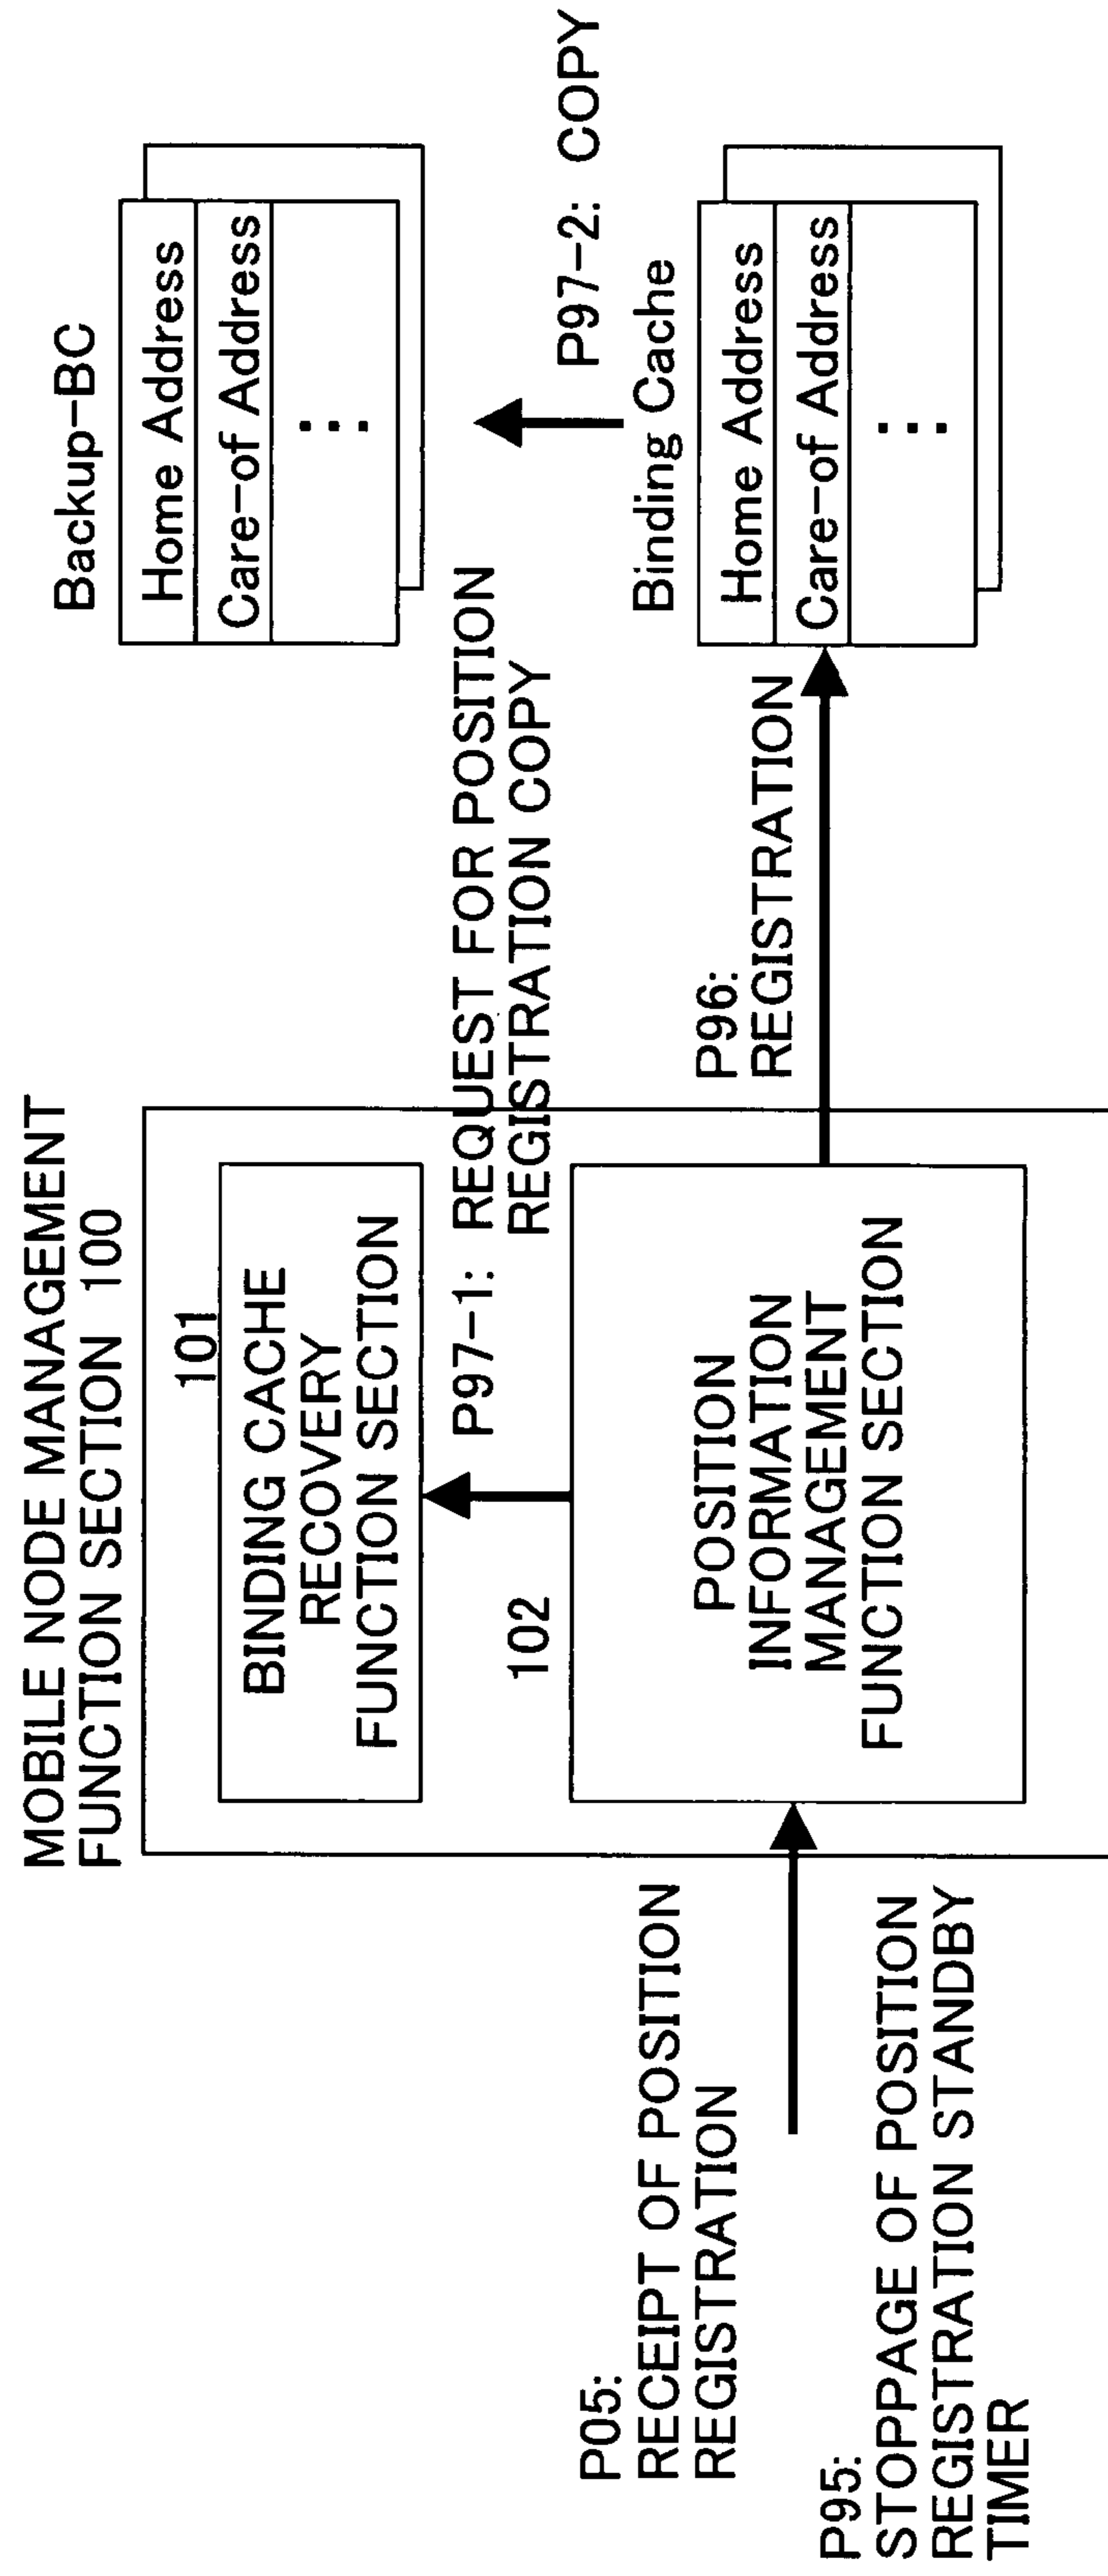 MOBILE NODE MANAGEMENT
FUNCTION SECTION 100
101
BINDING CACHE
RECOVERY
FUNCTION SECTION
P97-1: REQUEST FOR POSITION
REGISTRATION COPY
102
POSITION
INFORMATION
MANAGEMENT
FUNCTION SECTION
P05:
RECEIPT OF POSITION
REGISTRATION
P95:
STOPPAGE OF POSITION
REGISTRATION STANDBY
TIMER
P96:
REGISTRATION
Backup-BC
Home Address
Care-of Address
⋮
P97-2: COPY
Binding Cache
Home Address
Care-of Address
⋮